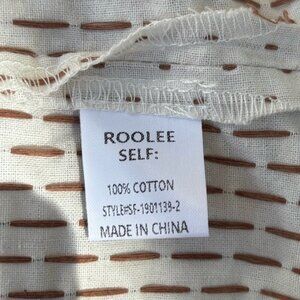 ROOLEE
SELF:
100% COTTON
STYLE#SF-1901139-2
MADE IN CHINA